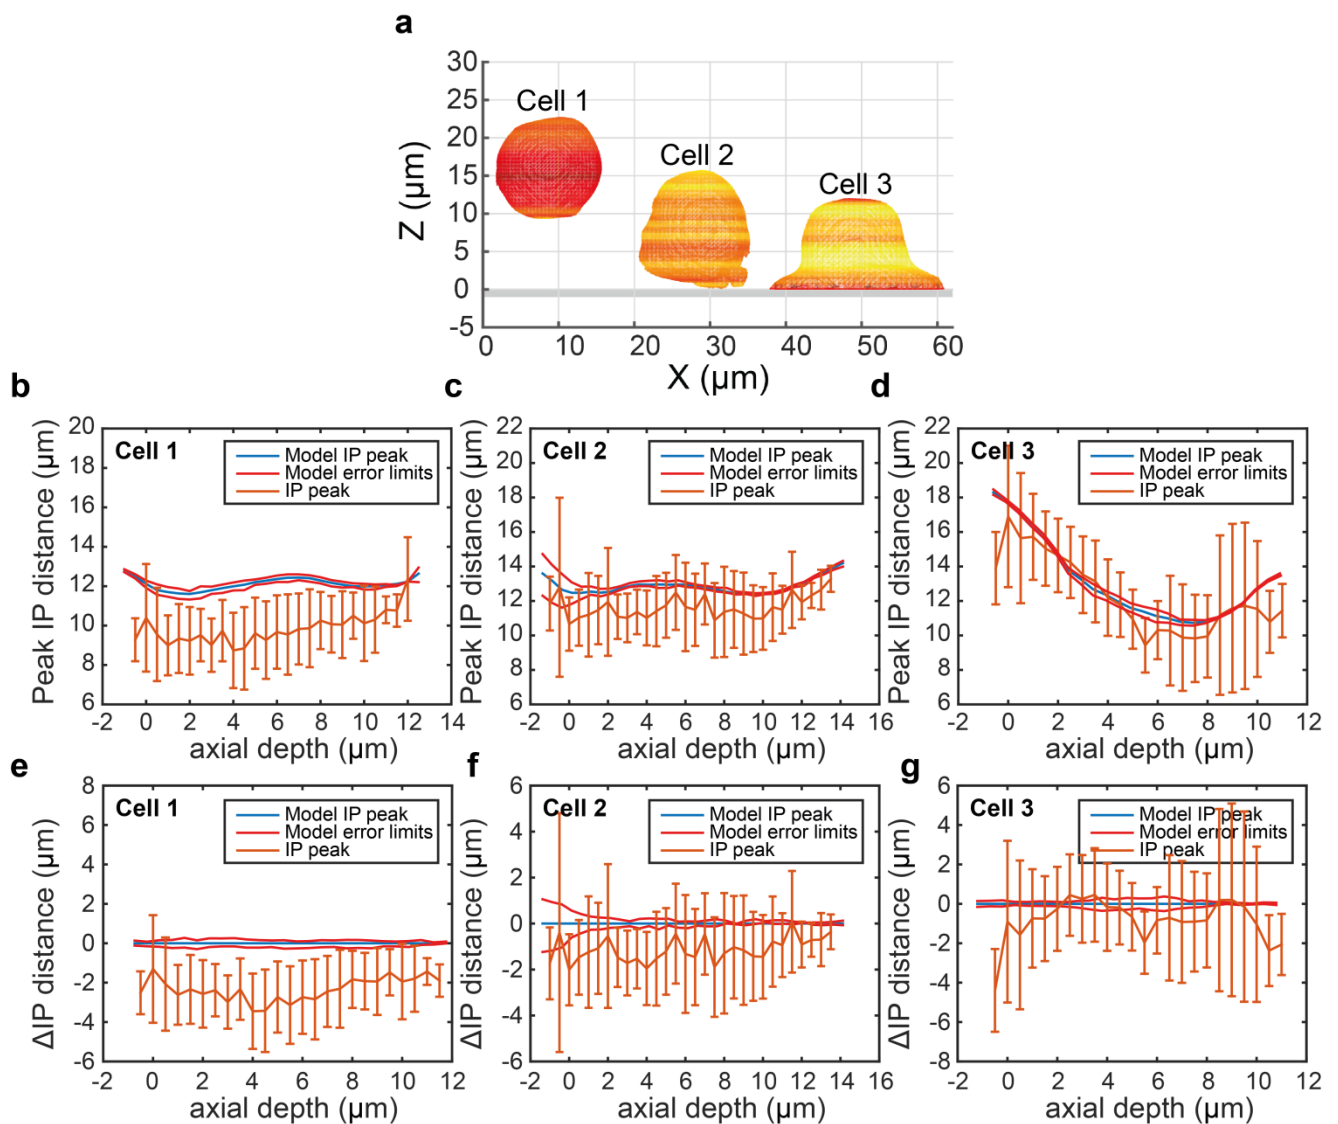 a
30
25
20
15
10
5
0
-5
Z (µm)
Cell 1
Cell 2
Cell 3
0 10 20 30 40 50 60
X (µm)
b
20
18
16
14
12
10
8
6
Peak IP distance (µm)
Cell 1
Model IP peak
Model error limits
IP peak
-2 0 2 4 6 8 10 12 14
axial depth (µm)
c
22
20
18
16
14
12
10
8
6
Peak IP distance (µm)
Cell 2
Model IP peak
Model error limits
IP peak
-2 0 2 4 6 8 10 12 14 16
axial depth (µm)
d
22
20
18
16
14
12
10
8
6
Peak IP distance (µm)
Cell 3
Model IP peak
Model error limits
IP peak
-2 0 2 4 6 8 10 12
axial depth (µm)
e
8
6
4
2
0
-2
-4
-6
ΔIP distance (µm)
Cell 1
Model IP peak
Model error limits
IP peak
-2 0 2 4 6 8 10 12
axial depth (µm)
f
6
4
2
0
-2
-4
-6
ΔIP distance (µm)
Cell 2
Model IP peak
Model error limits
IP peak
-2 0 2 4 6 8 10 12 14 16
axial depth (µm)
g
6
4
2
0
-2
-4
-6
-8
ΔIP distance (µm)
Cell 3
Model IP peak
Model error limits
IP peak
-2 0 2 4 6 8 10 12
axial depth (µm)